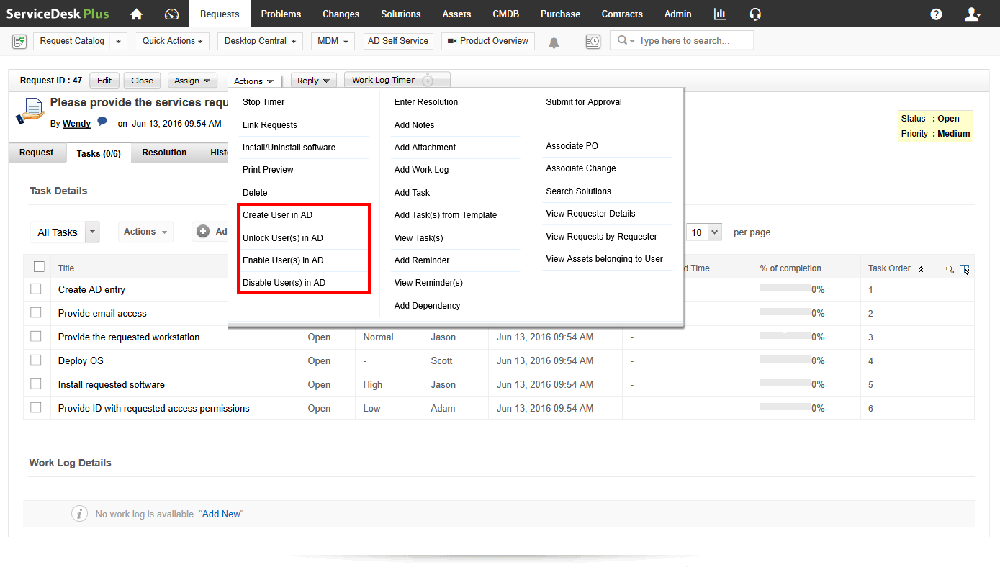 ServiceDesk Plus Requests Problems Changes Solutions Assets CMDB Purchase Contracts Admin ?
Request Catalog Quick Actions Desktop Central MDM AD Self Service Product Overview Type here to search...
Request ID : 47 Edit Close Assign Actions Reply Work Log Timer
Please provide the services requ
By Wendy on Jun 13, 2016 09:54 AM
Status : Open
Priority : Medium
Request Tasks (0/6) Resolution Hist
Stop Timer Enter Resolution Submit for Approval
Link Requests Add Notes
Install/Uninstall software Add Attachment Associate PO
Print Preview Add Work Log Associate Change
Delete Add Task Search Solutions
Create User in AD Add Task(s) from Template View Requester Details
Unlock User(s) in AD View Task(s) View Requests by Requester
Enable User(s) in AD Add Reminder View Assets belonging to User
Disable User(s) in AD View Reminder(s)
Add Dependency
Task Details
All Tasks Actions Ad 10 per page
Title d Time % of completion Task Order
Create AD entry 0% 1
Provide email access 0% 2
Provide the requested workstation Open Normal Jason Jun 13, 2016 09:54 AM - 0% 3
Deploy OS Open - Scott Jun 13, 2016 09:54 AM - 0% 4
Install requested software Open High Jason Jun 13, 2016 09:54 AM - 0% 5
Provide ID with requested access permissions Open Low Adam Jun 13, 2016 09:54 AM - 0% 6
Work Log Details
i No work log is available. "Add New"